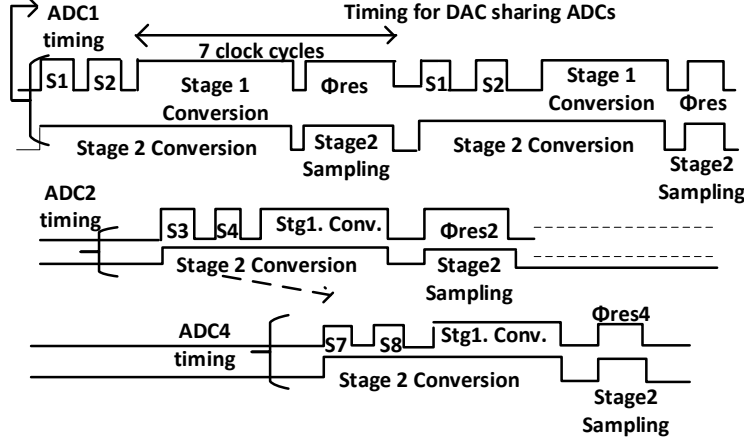 ADC1 timing
Timing for DAC sharing ADCs
7 clock cycles
S1 S2 Stage 1 Conversion Φres S1 S2 Stage 1 Conversion Φres
Stage 2 Conversion Stage2 Sampling Stage 2 Conversion Stage2 Sampling
ADC2 timing
S3 S4 Stg1. Conv. Φres2
Stage 2 Conversion Stage2 Sampling
ADC4 timing
S7 S8 Stg1. Conv. Φres4
Stage 2 Conversion Stage2 Sampling